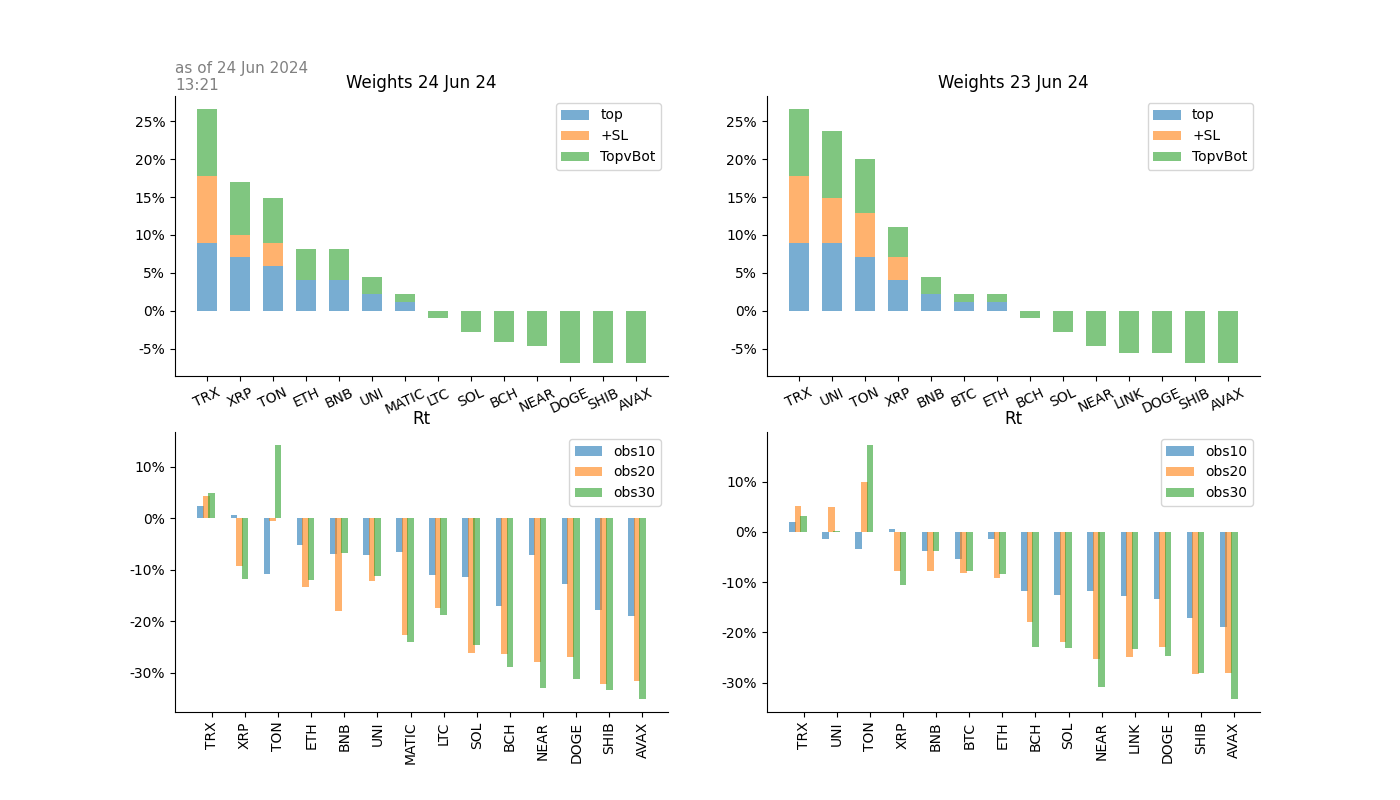 as of 24 Jun 2024
13:21
Weights 24 Jun 24
top
+SL
TopvBot
25%
20%
15%
10%
5%
0%
-5%
TRX XRP TON ETH BNB UNI MATIC LTC SOL BCH NEAR DOGE SHIB AVAX
Weights 23 Jun 24
top
+SL
TopvBot
25%
20%
15%
10%
5%
0%
-5%
TRX UNI TON XRP BNB BTC ETH BCH SOL NEAR LINK DOGE SHIB AVAX
Rt
obs10
obs20
obs30
10%
0%
-10%
-20%
-30%
TRX XRP TON ETH BNB UNI MATIC LTC SOL BCH NEAR DOGE SHIB AVAX
Rt
obs10
obs20
obs30
10%
0%
-10%
-20%
-30%
TRX UNI TON XRP BNB BTC ETH BCH SOL NEAR LINK DOGE SHIB AVAX